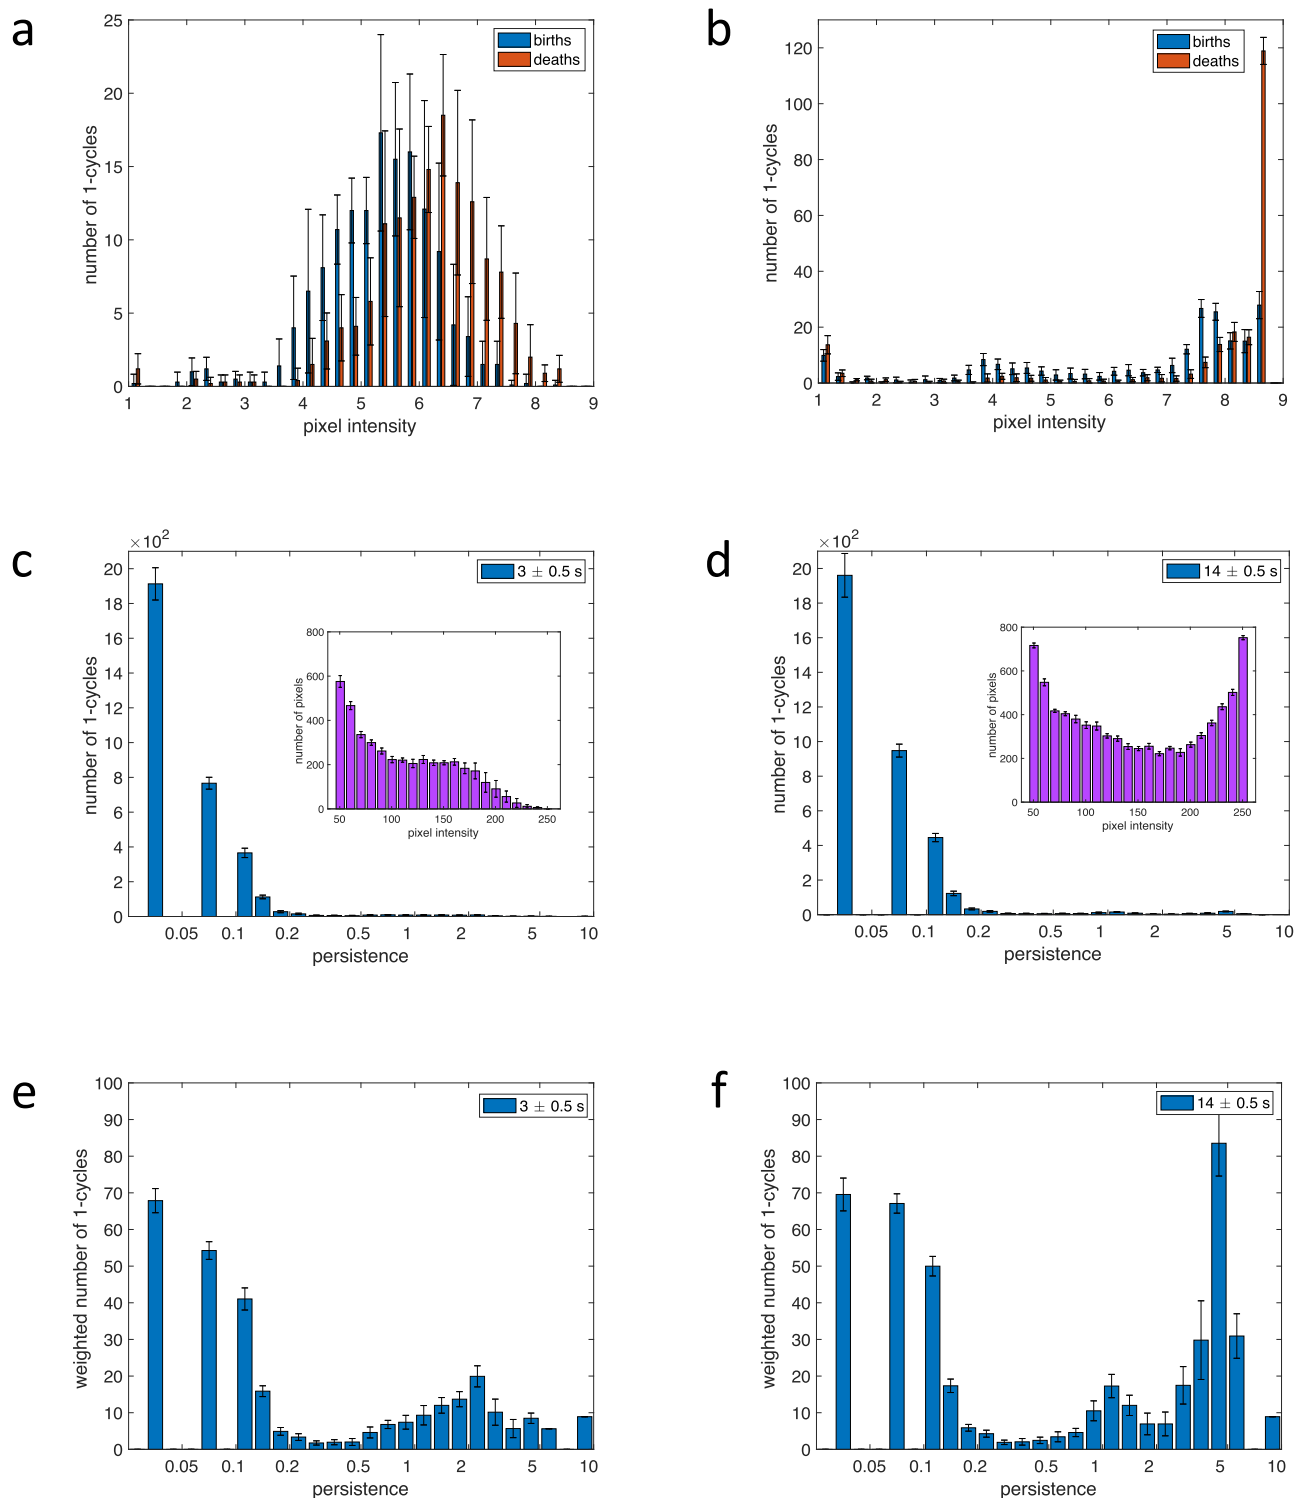 a
25
20
15
10
5
0
number of 1-cycles
births
deaths
1 2 3 4 5 6 7 8 9
pixel intensity
b
120
100
80
60
40
20
0
number of 1-cycles
births
deaths
1 2 3 4 5 6 7 8 9
pixel intensity
c
×10²
20
18
16
14
12
10
8
6
4
2
0
number of 1-cycles
3 ± 0.5 s
800
600
400
200
0
number of pixels
50 100 150 200 250
pixel intensity
0.05 0.1 0.2 0.5 1 2 5 10
persistence
d
×10²
20
18
16
14
12
10
8
6
4
2
0
number of 1-cycles
14 ± 0.5 s
800
600
400
200
0
number of pixels
50 100 150 200 250
pixel intensity
0.05 0.1 0.2 0.5 1 2 5 10
persistence
e
100
90
80
70
60
50
40
30
20
10
0
weighted number of 1-cycles
3 ± 0.5 s
0.05 0.1 0.2 0.5 1 2 5 10
persistence
f
100
90
80
70
60
50
40
30
20
10
0
weighted number of 1-cycles
14 ± 0.5 s
0.05 0.1 0.2 0.5 1 2 5 10
persistence